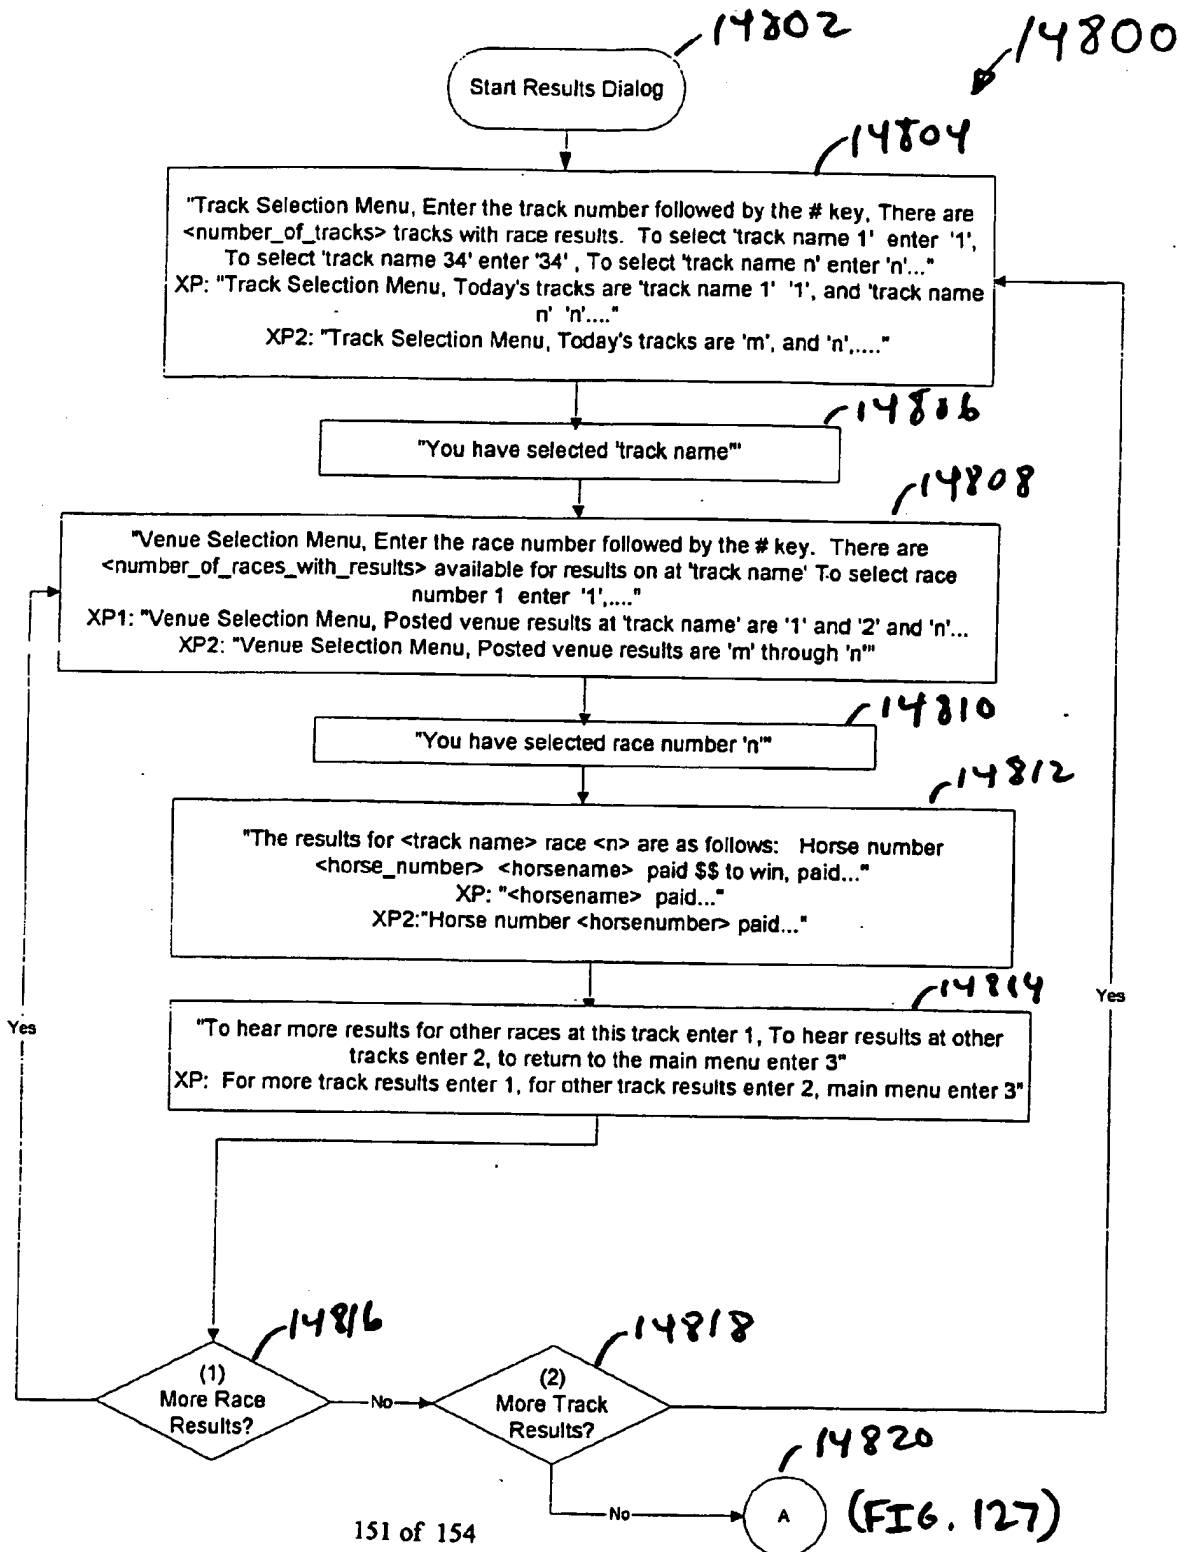 14802
14800
Start Results Dialog
14804
"Track Selection Menu, Enter the track number followed by the # key, There are
<number_of_tracks> tracks with race results. To select 'track name 1' enter '1',
To select 'track name 34' enter '34' , To select 'track name n' enter 'n'..."
XP: "Track Selection Menu, Today's tracks are 'track name 1' '1', and 'track name
n' 'n'...."
XP2: "Track Selection Menu, Today's tracks are 'm', and 'n',....."
14806
"You have selected 'track name'"
14808
"Venue Selection Menu, Enter the race number followed by the # key. There are
<number_of_races_with_results> available for results on at 'track name' To select race
number 1 enter '1',...."
XP1: "Venue Selection Menu, Posted venue results at 'track name' are '1' and '2' and 'n'...
XP2: "Venue Selection Menu, Posted venue results are 'm' through 'n'"
14810
"You have selected race number 'n'"
14812
"The results for <track name> race <n> are as follows: Horse number
<horse_number> <horsename> paid $$ to win, paid..."
XP: "<horsename> paid..."
XP2:"Horse number <horsenumber> paid..."
14814
Yes
Yes
"To hear more results for other races at this track enter 1, To hear results at other
tracks enter 2, to return to the main menu enter 3"
XP: For more track results enter 1, for other track results enter 2, main menu enter 3"
14816
14818
(1)
More Race
Results?
No
(2)
More Track
Results?
14820
No
A
(FIG. 127)
151 of 154